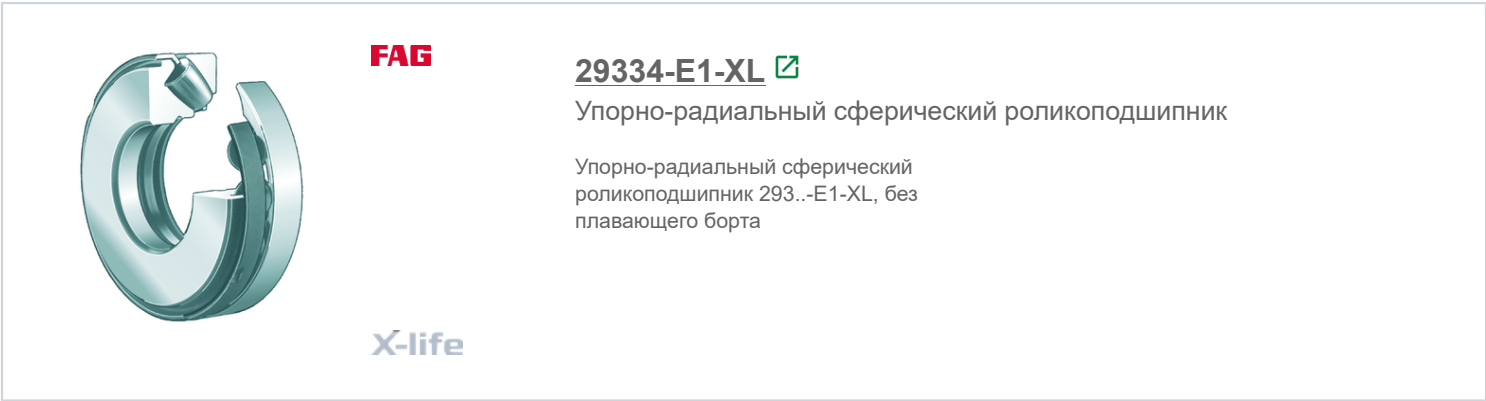 FAG
29334-E1-XL
Упорно-радиальный сферический роликоподшипник
Упорно-радиальный сферический
роликоподшипник 293..-E1-XL, без
плавающего борта
X-life